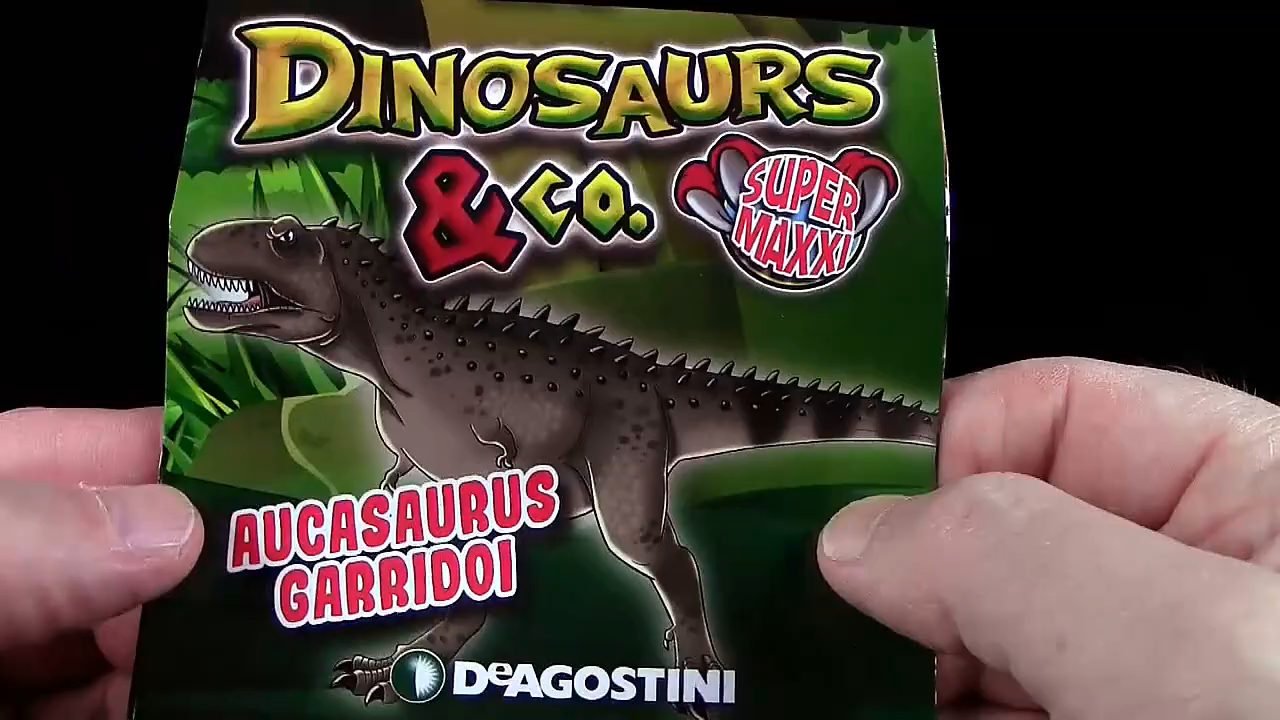 DINOSAURS
& CO.
SUPER
MAXXI
AUCASAURUS
GARRIDOI
DeAGOSTINI